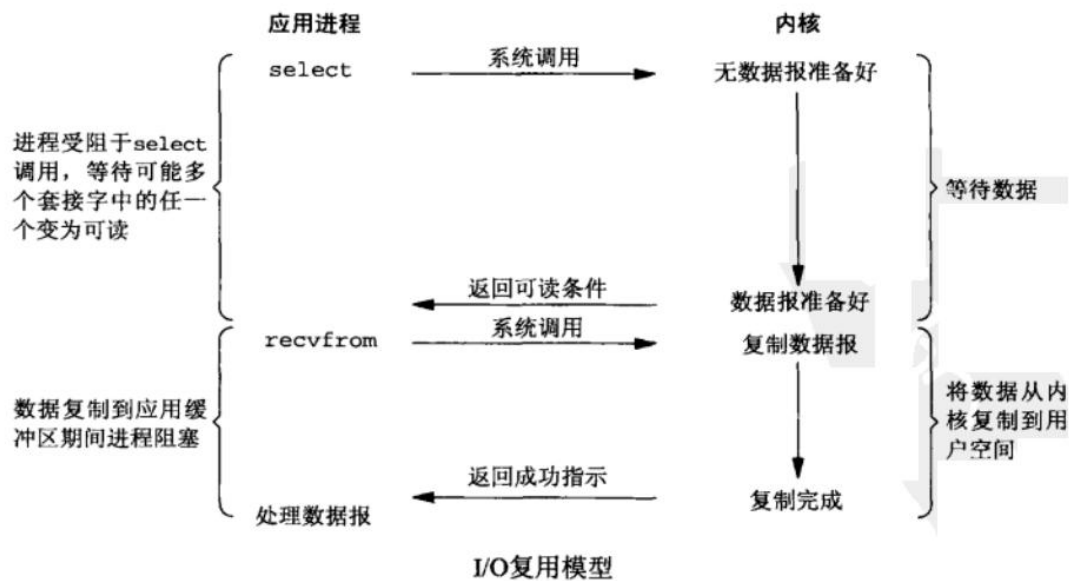 应用进程
内核
select
系统调用
无数据报准备好
进程受阻于select
调用，等待可能多
个套接字中的任一
个变为可读
等待数据
返回可读条件
数据报准备好
recvfrom
系统调用
复制数据报
数据复制到应用缓
冲区期间进程阻塞
将数据从内
核复制到用
户空间
返回成功指示
复制完成
处理数据报
I/O复用模型